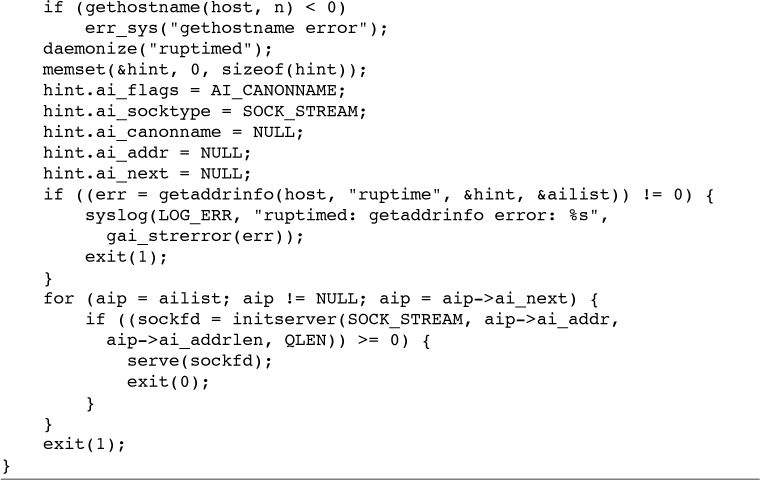 if (gethostname(host, n) < 0)
err_sys("gethostname error");
daemonize("ruptimed");
memset(&hint, 0, sizeof(hint));
hint.ai_flags = AI_CANONNAME;
hint.ai_socktype = SOCK_STREAM;
hint.ai_canonname = NULL;
hint.ai_addr = NULL;
hint.ai_next = NULL;
if ((err = getaddrinfo(host, "ruptime", &hint, &ailist)) != 0) {
syslog(LOG_ERR, "ruptimed: getaddrinfo error: %s",
gai_strerror(err));
exit(1);
}
for (aip = ailist; aip != NULL; aip = aip->ai_next) {
if ((sockfd = initserver(SOCK_STREAM, aip->ai_addr,
aip->ai_addrlen, QLEN)) >= 0) {
serve(sockfd);
exit(0);
}
}
exit(1);
}